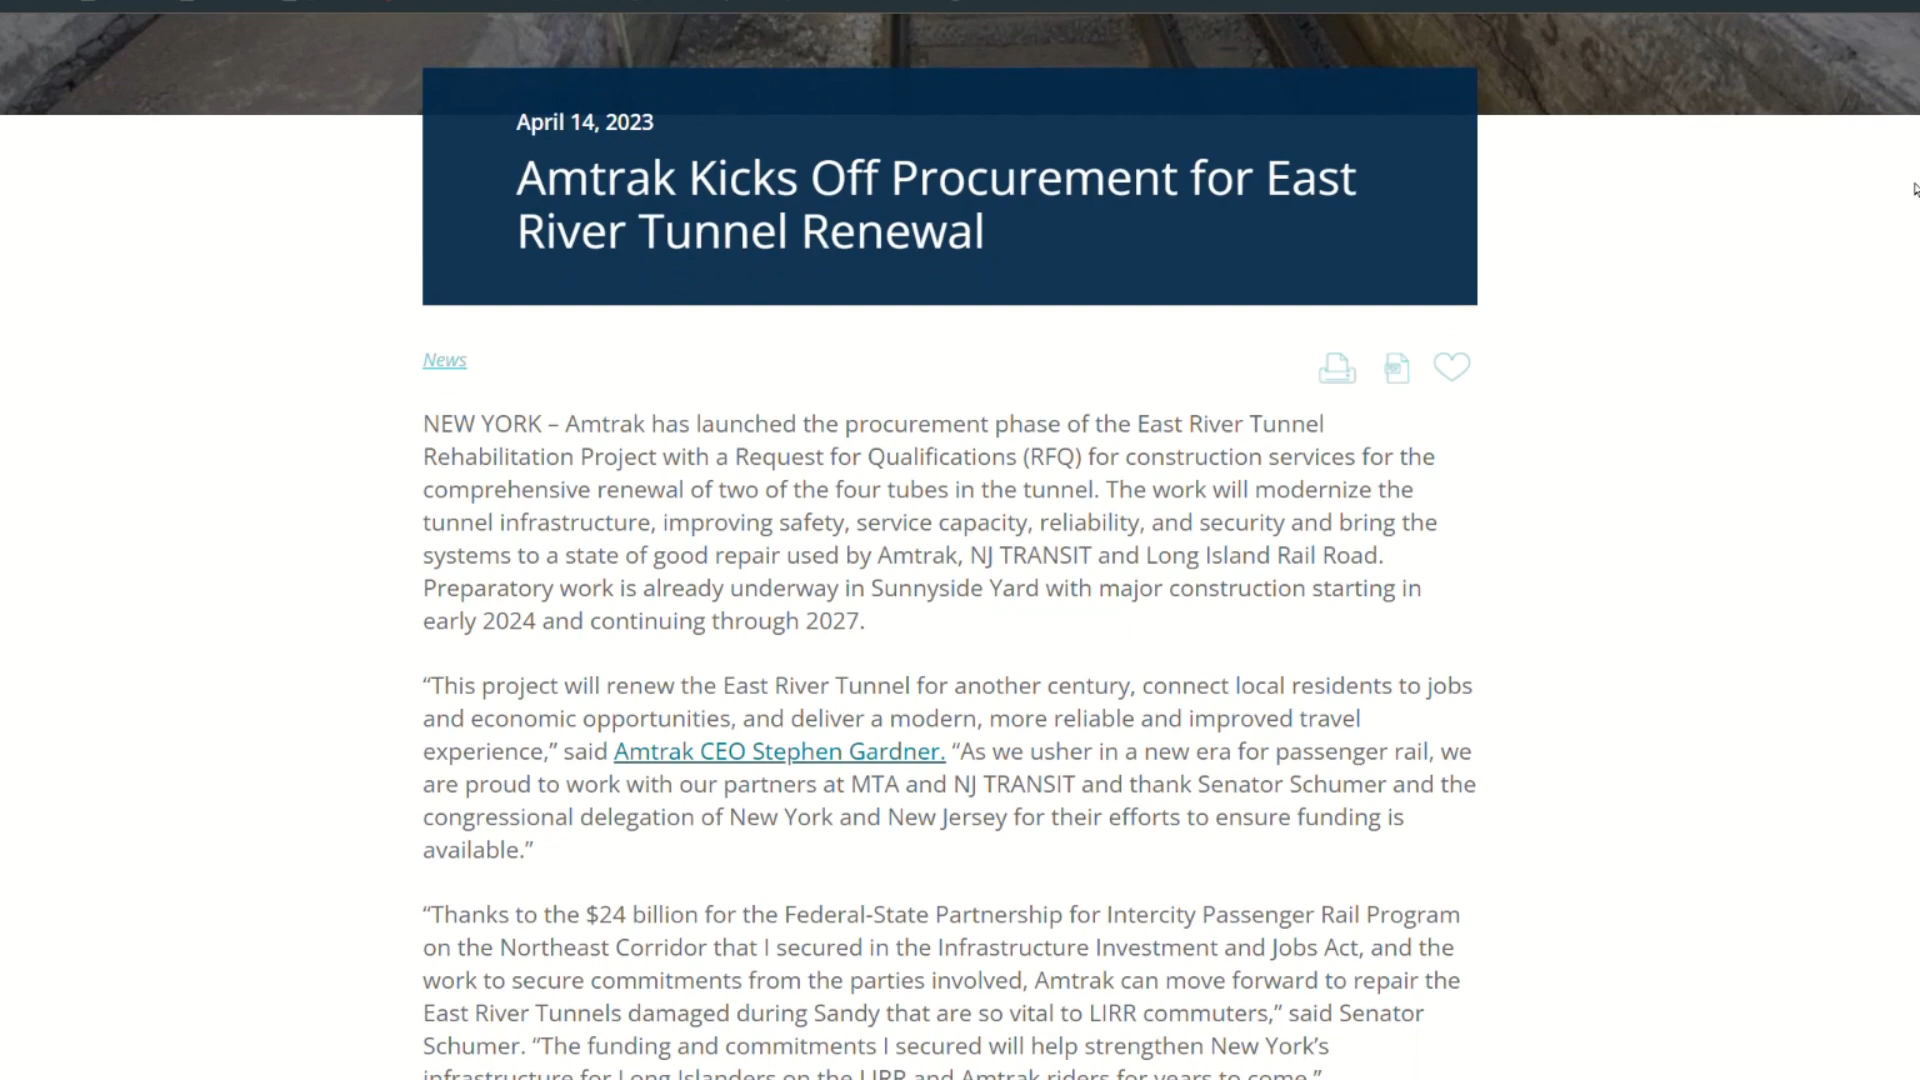 April 14, 2023
Amtrak Kicks Off Procurement for East
River Tunnel Renewal
News
NEW YORK – Amtrak has launched the procurement phase of the East River Tunnel
Rehabilitation Project with a Request for Qualifications (RFQ) for construction services for the
comprehensive renewal of two of the four tubes in the tunnel. The work will modernize the
tunnel infrastructure, improving safety, service capacity, reliability, and security and bring the
systems to a state of good repair used by Amtrak, NJ TRANSIT and Long Island Rail Road.
Preparatory work is already underway in Sunnyside Yard with major construction starting in
early 2024 and continuing through 2027.
“This project will renew the East River Tunnel for another century, connect local residents to jobs
and economic opportunities, and deliver a modern, more reliable and improved travel
experience,” said Amtrak CEO Stephen Gardner. “As we usher in a new era for passenger rail, we
are proud to work with our partners at MTA and NJ TRANSIT and thank Senator Schumer and the
congressional delegation of New York and New Jersey for their efforts to ensure funding is
available.”
“Thanks to the $24 billion for the Federal-State Partnership for Intercity Passenger Rail Program
on the Northeast Corridor that I secured in the Infrastructure Investment and Jobs Act, and the
work to secure commitments from the parties involved, Amtrak can move forward to repair the
East River Tunnels damaged during Sandy that are so vital to LIRR commuters,” said Senator
Schumer. “The funding and commitments I secured will help strengthen New York’s
infrastructure for Long Islanders on the LIRR and Amtrak riders for years to come.”